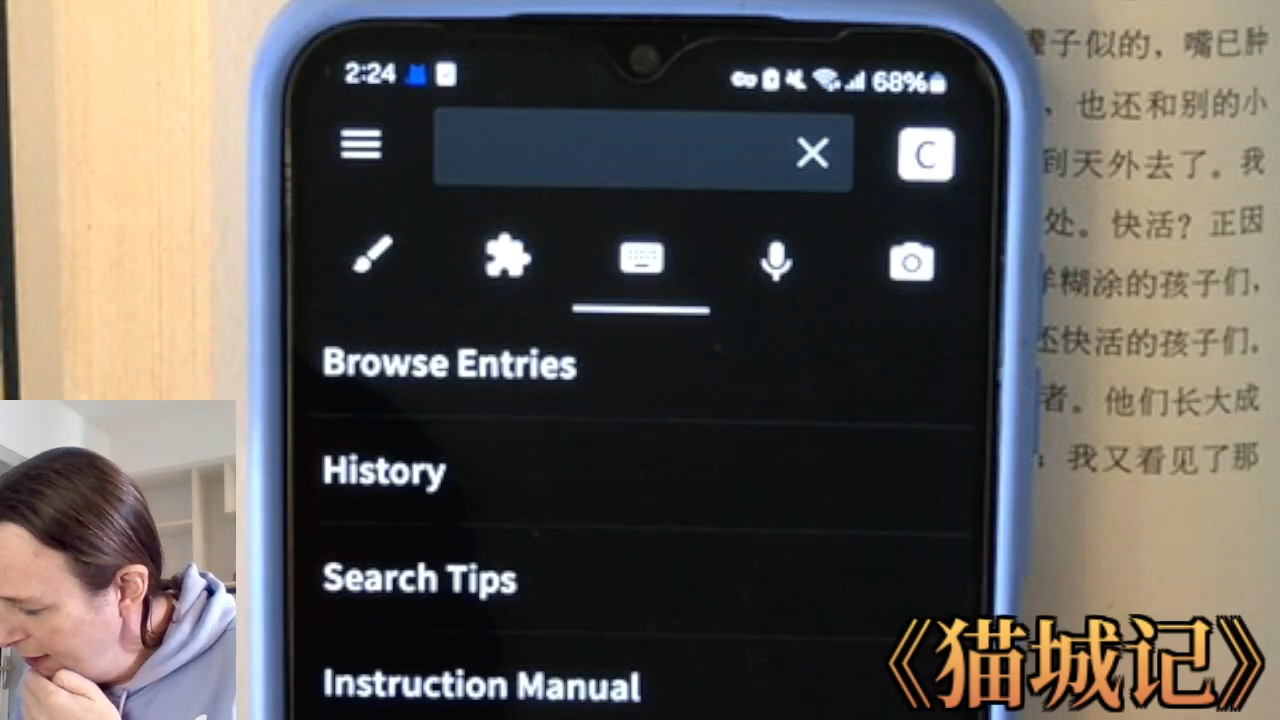 2:24
68%
C
Browse Entries
History
Search Tips
Instruction Manual
子似的，嘴已肿
，也还和别的小
到天外去了。我
处。快活？正因
糊涂的孩子们，
快活的孩子们。
者。他们长大成
：我又看见了那
《猫城记》